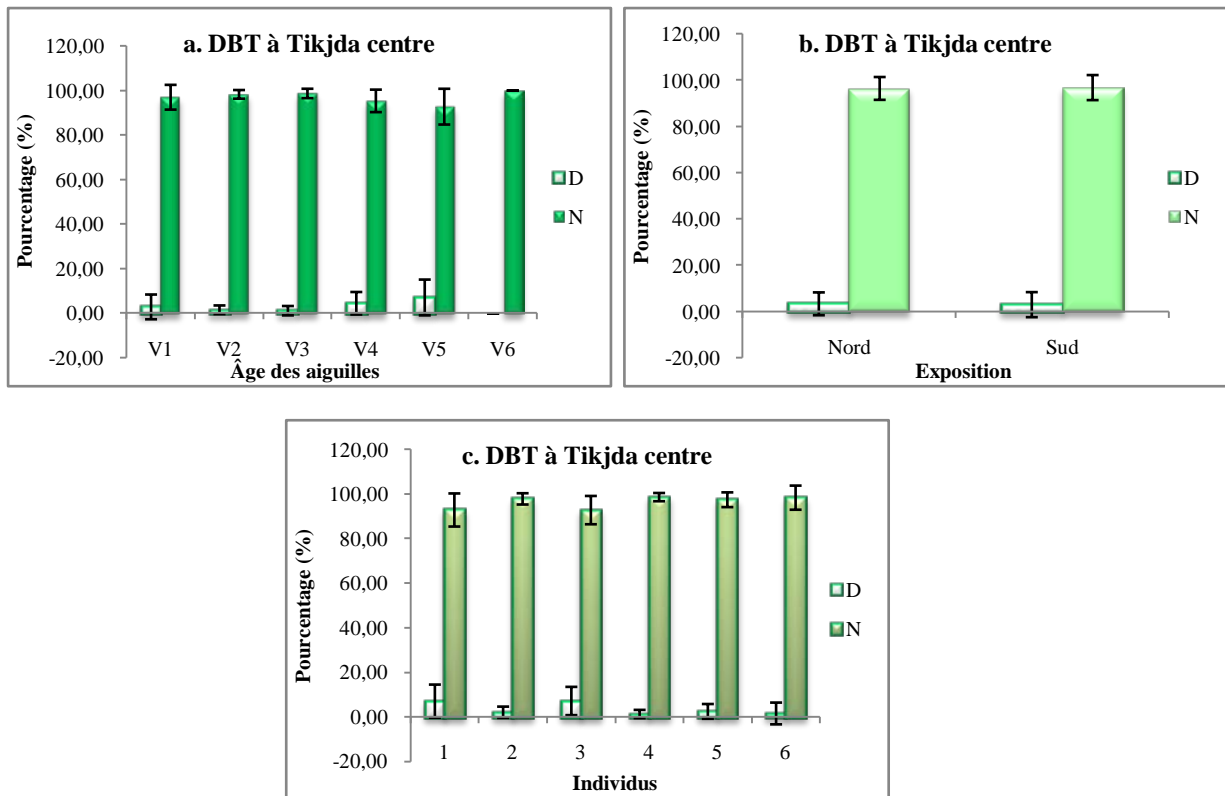 a. DBT à Tikjda centre
120,00
100,00
80,00
60,00
40,00
20,00
0,00
-20,00
Pourcentage (%)
V1 V2 V3 V4 V5 V6
Âge des aiguilles
D
N
b. DBT à Tikjda centre
120,00
100,00
80,00
60,00
40,00
20,00
0,00
-20,00
Pourcentage (%)
Nord Sud
Exposition
D
N
c. DBT à Tikjda centre
120,00
100,00
80,00
60,00
40,00
20,00
0,00
-20,00
Pourcentage (%)
1 2 3 4 5 6
Individus
D
N